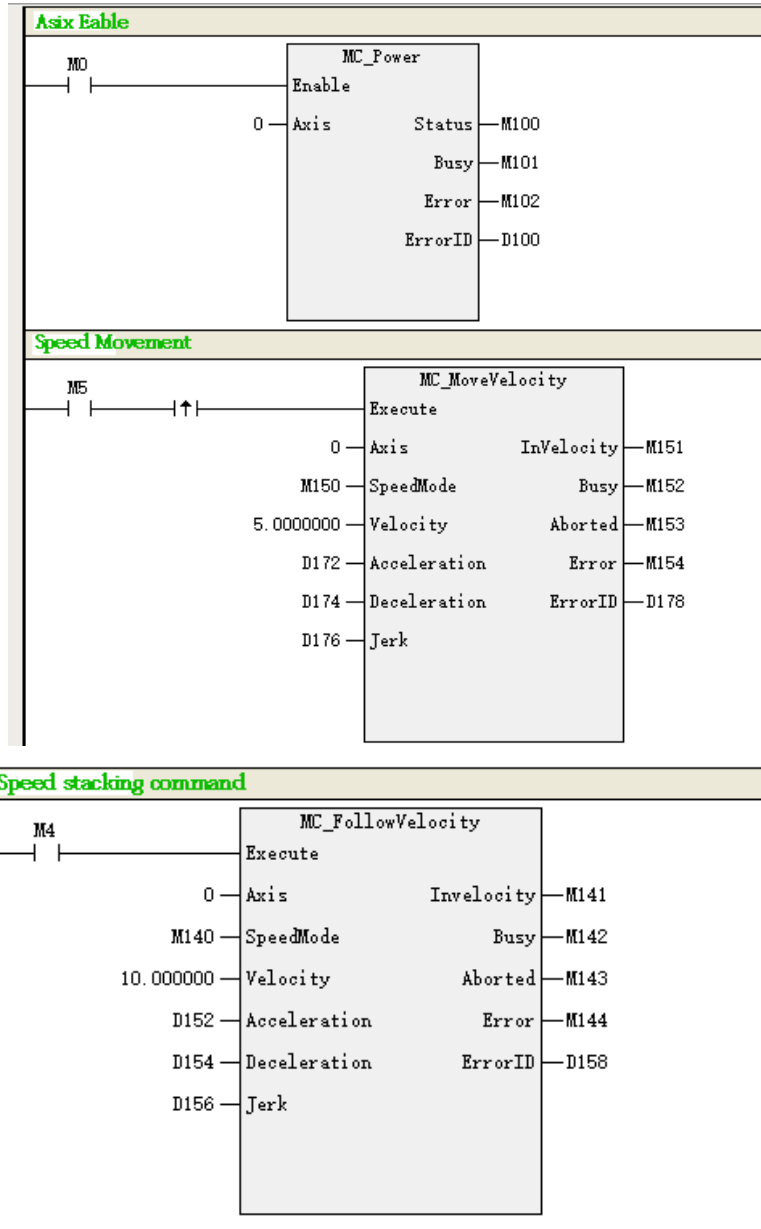 Asix Eable
M0
MC_Power
Enable
0 Axis Status M100
Busy M101
Error M102
ErrorID D100
Speed Movement
M5
MC_MoveVelocity
Execute
0 Axis InVelocity M151
M150 SpeedMode Busy M152
5.0000000 Velocity Aborted M153
D172 Acceleration Error M154
D174 Deceleration ErrorID D178
D176 Jerk
Speed stacking command
M4
MC_FollowVelocity
Execute
0 Axis Invelocity M141
M140 SpeedMode Busy M142
10.000000 Velocity Aborted M143
D152 Acceleration Error M144
D154 Deceleration ErrorID D158
D156 Jerk